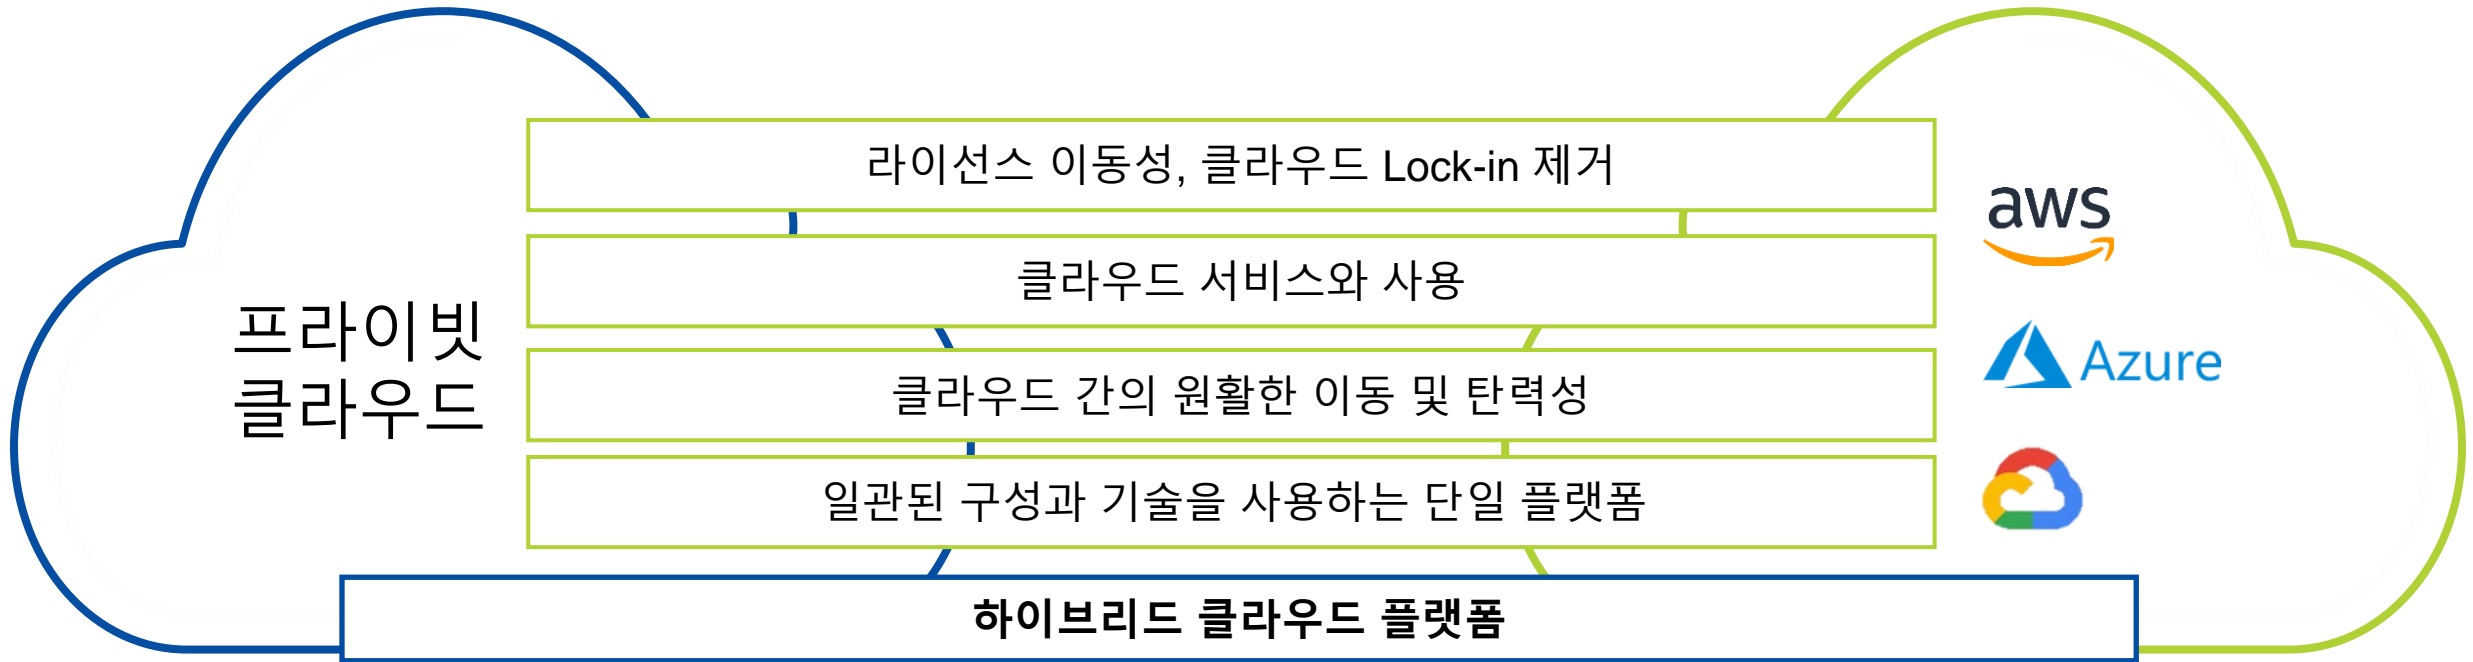 라이선스 이동성, 클라우드 Lock-in 제거
클라우드 서비스와 사용
클라우드 간의 원활한 이동 및 탄력성
일관된 구성과 기술을 사용하는 단일 플랫폼
하이브리드 클라우드 플랫폼
프라이빗
클라우드
aws
Azure